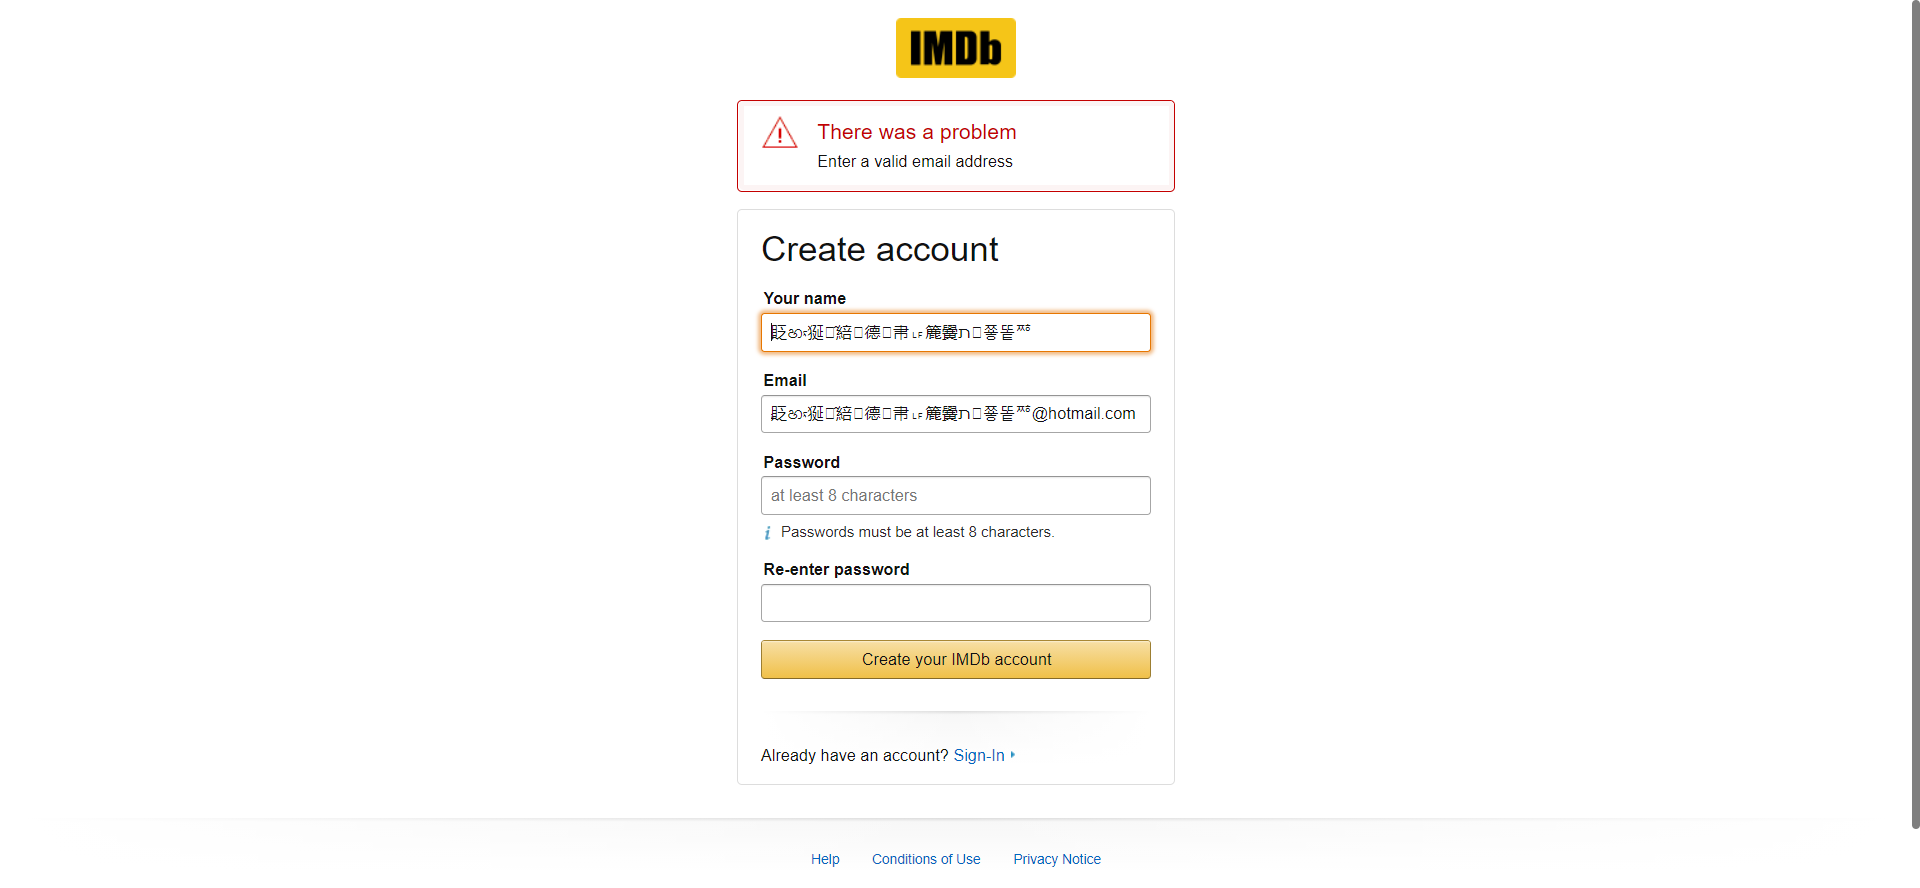 IMDb
There was a problem
Enter a valid email address
Create account
Your name
Email
@hotmail.com
Password
at least 8 characters
i Passwords must be at least 8 characters.
Re-enter password
Create your IMDb account
Already have an account? Sign-In
Help Conditions of Use Privacy Notice